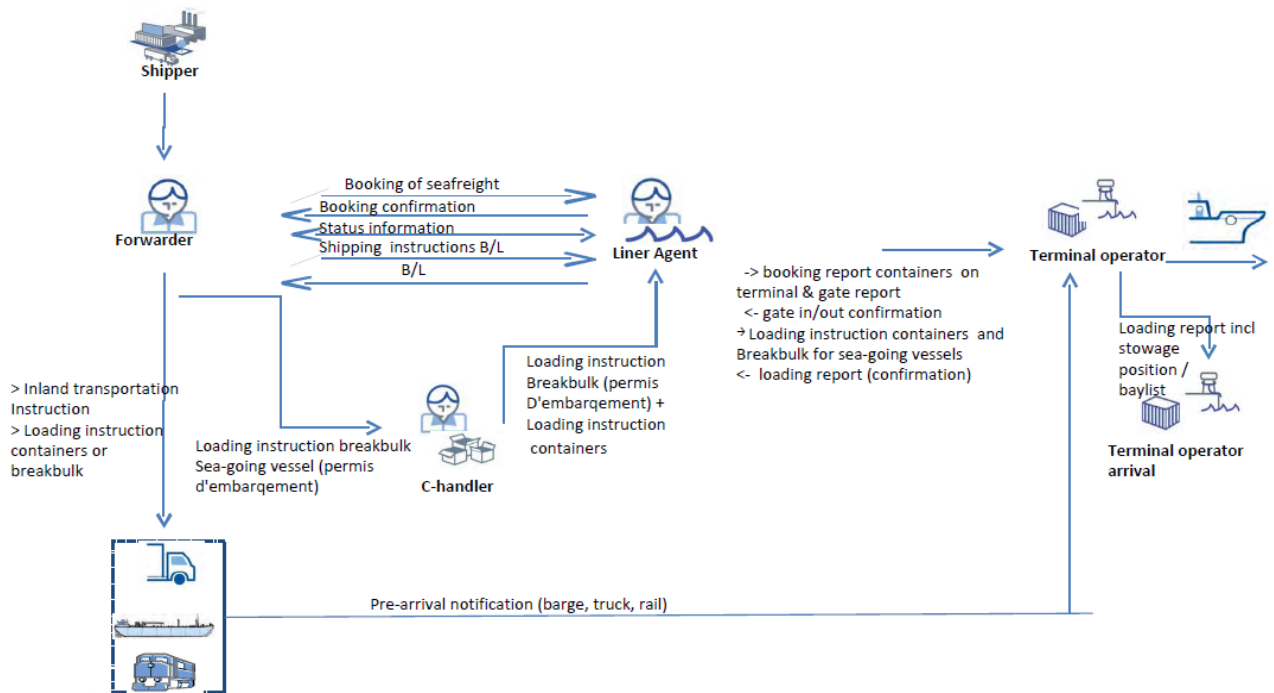 Shipper
Forwarder
Booking of seafreight
Booking confirmation
Status information
Shipping instructions B/L
B/L
Liner Agent
-> booking report containers on
terminal & gate report
<- gate in/out confirmation
→ Loading instruction containers and
Breakbulk for sea-going vessels
<- loading report (confirmation)
Terminal operator
Loading report incl
stowage
position /
baylist
Terminal operator
arrival
> Inland transportation
Instruction
> Loading instruction
containers or
breakbulk
Loading instruction breakbulk
Sea-going vessel (permis
d'embarqement)
C-handler
Loading instruction
Breakbulk (permis
D'embarqement) +
Loading instruction
containers
Pre-arrival notification (barge, truck, rail)